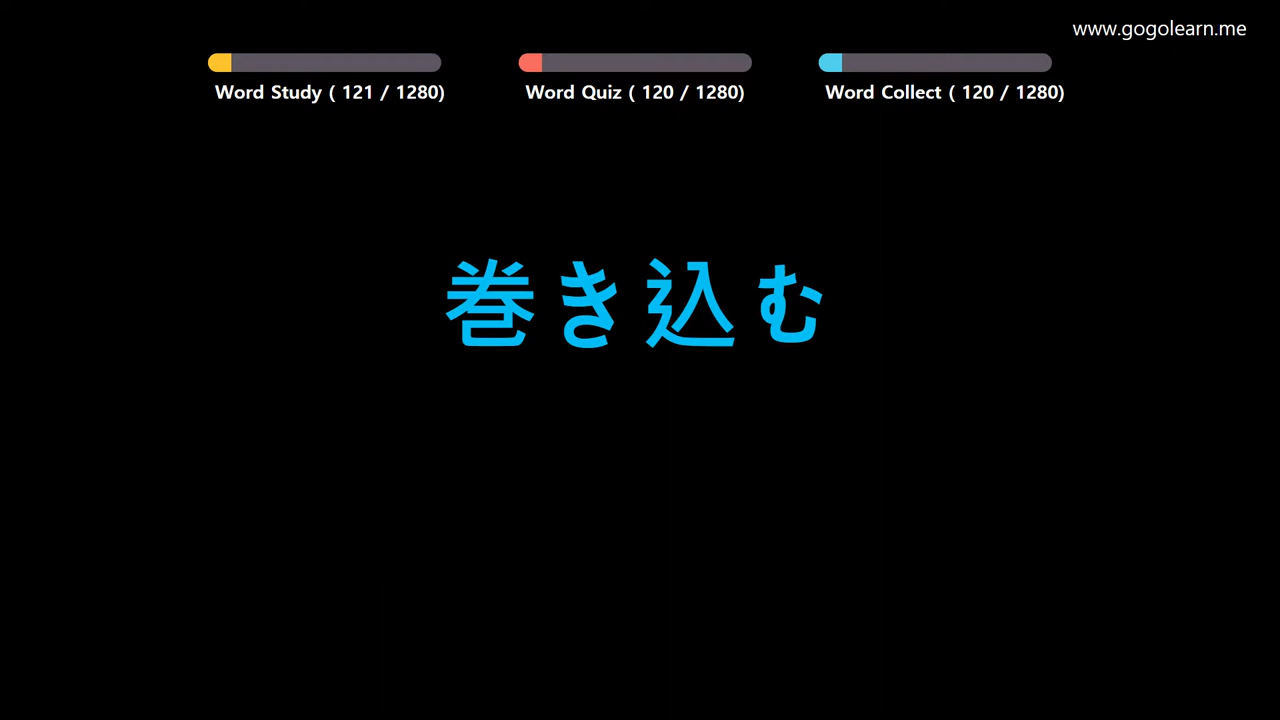 www.gogolearn.me
Word Study ( 121 / 1280)
Word Quiz ( 120 / 1280)
Word Collect ( 120 / 1280)
巻き込む